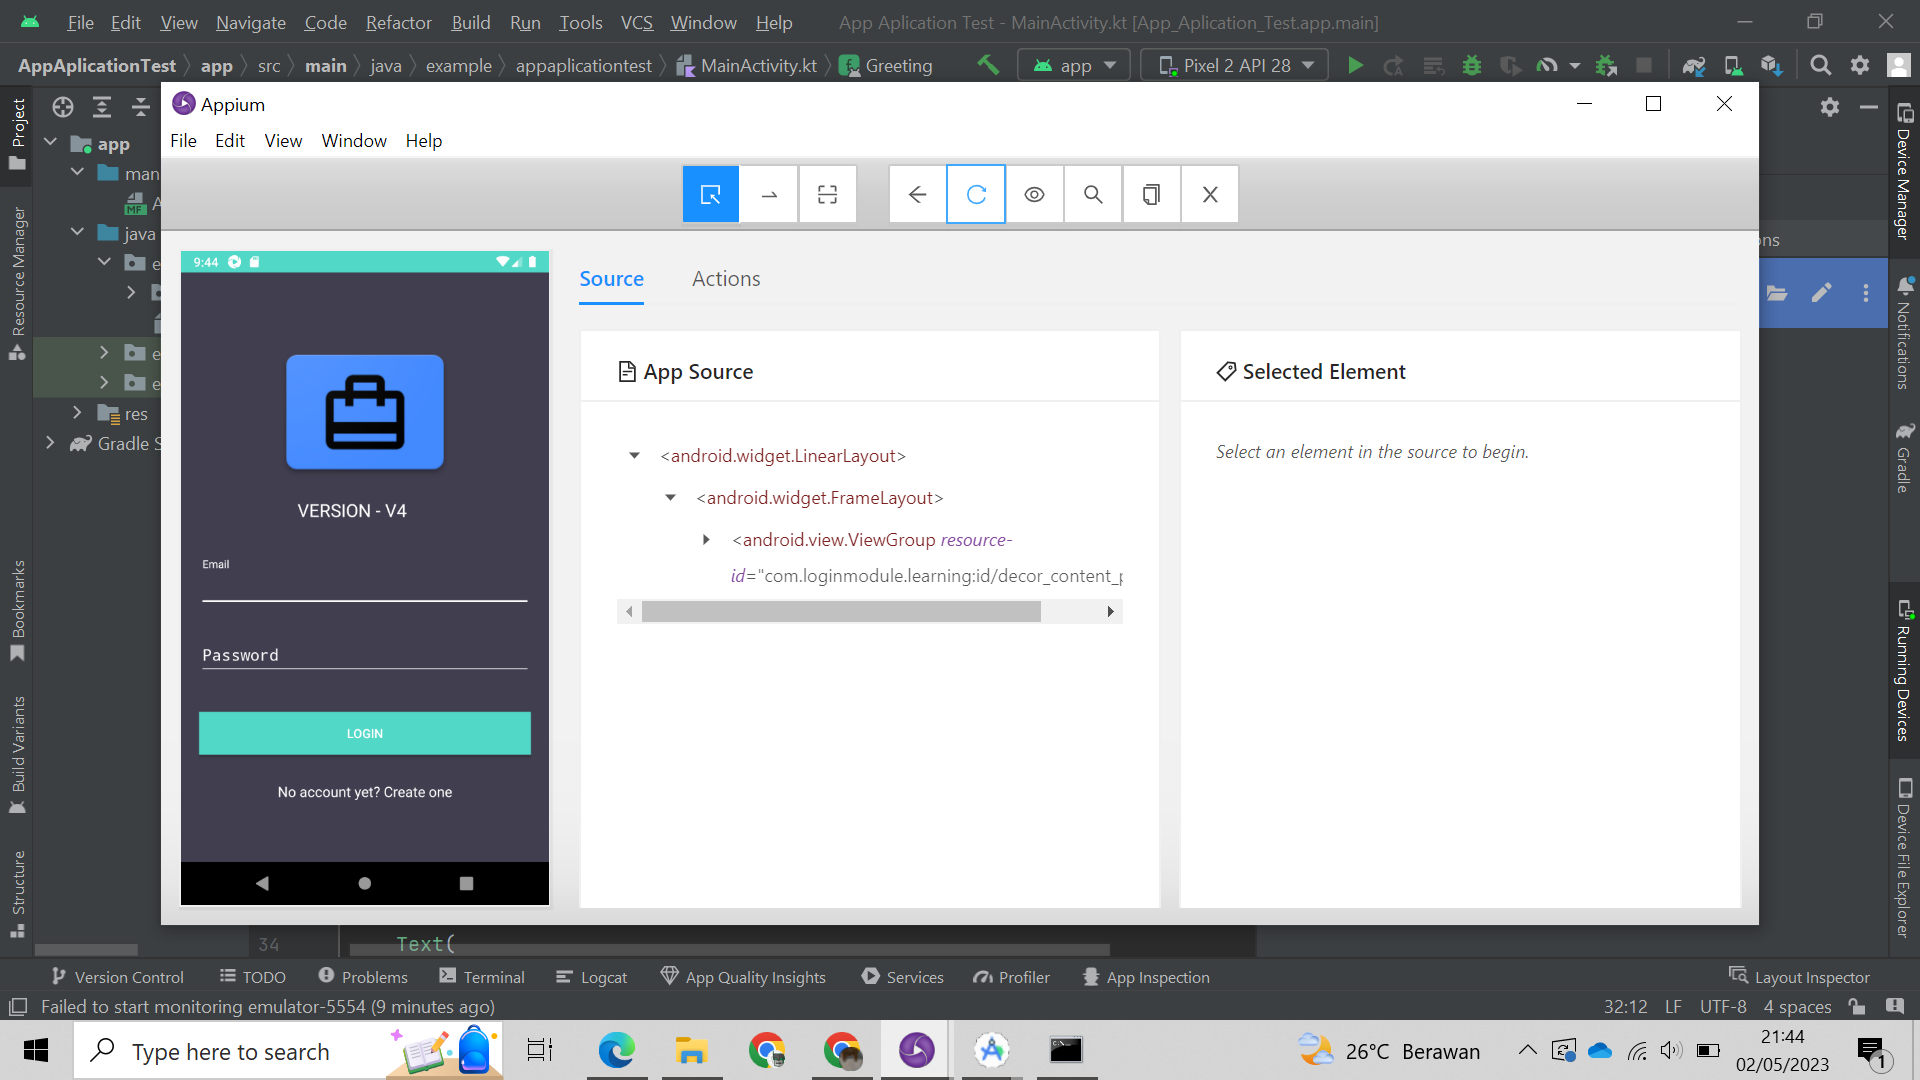 File Edit View Navigate Code Refactor Build Run Tools VCS Window Help App Aplication Test - MainActivity.kt [App_Aplication_Test.app.main]
AppAplicationTest app src main java example appaplicationtest MainActivity.kt Greeting app Pixel 2 API 28
Appium
File Edit View Window Help
Project
Resource Manager
Bookmarks
Build Variants
Structure
app
man
MF A
java
e
e
e
res
Gradle S
9:44
VERSION - V4
Email
Password
LOGIN
No account yet? Create one
Source Actions
App Source
<android.widget.LinearLayout>
<android.widget.FrameLayout>
<android.view.ViewGroup resource-
id="com.loginmodule.learning:id/decor_content_p
Selected Element
Select an element in the source to begin.
ons
Device Manager
Notifications
Gradle
Running Devices
Device File Explorer
34 Text(
Version Control TODO Problems Terminal Logcat App Quality Insights Services Profiler App Inspection Layout Inspector
Failed to start monitoring emulator-5554 (9 minutes ago) 32:12 LF UTF-8 4 spaces
Type here to search 26°C Berawan 21:44
02/05/2023 1